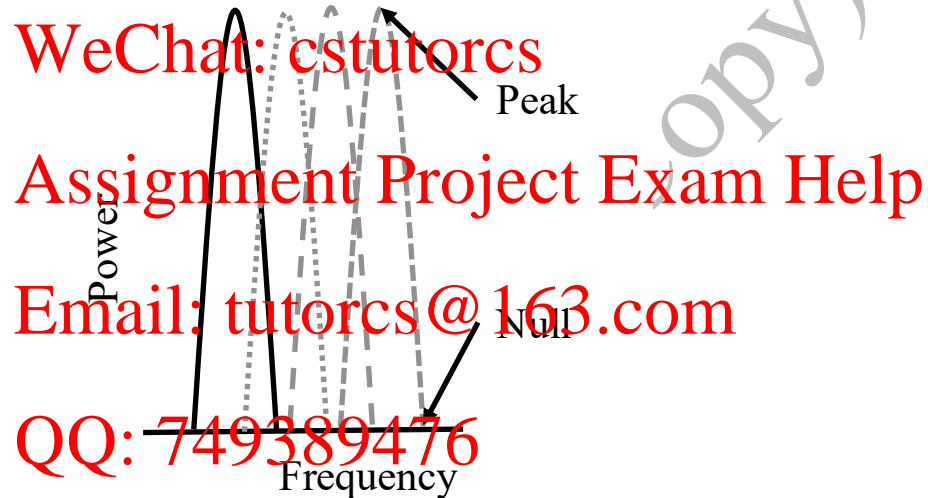 WeChat: cstutorcs
Peak
Assignment Project Exam Help
Power
Email: tutorcs@163.com
Null
QQ: 749389476
Frequency